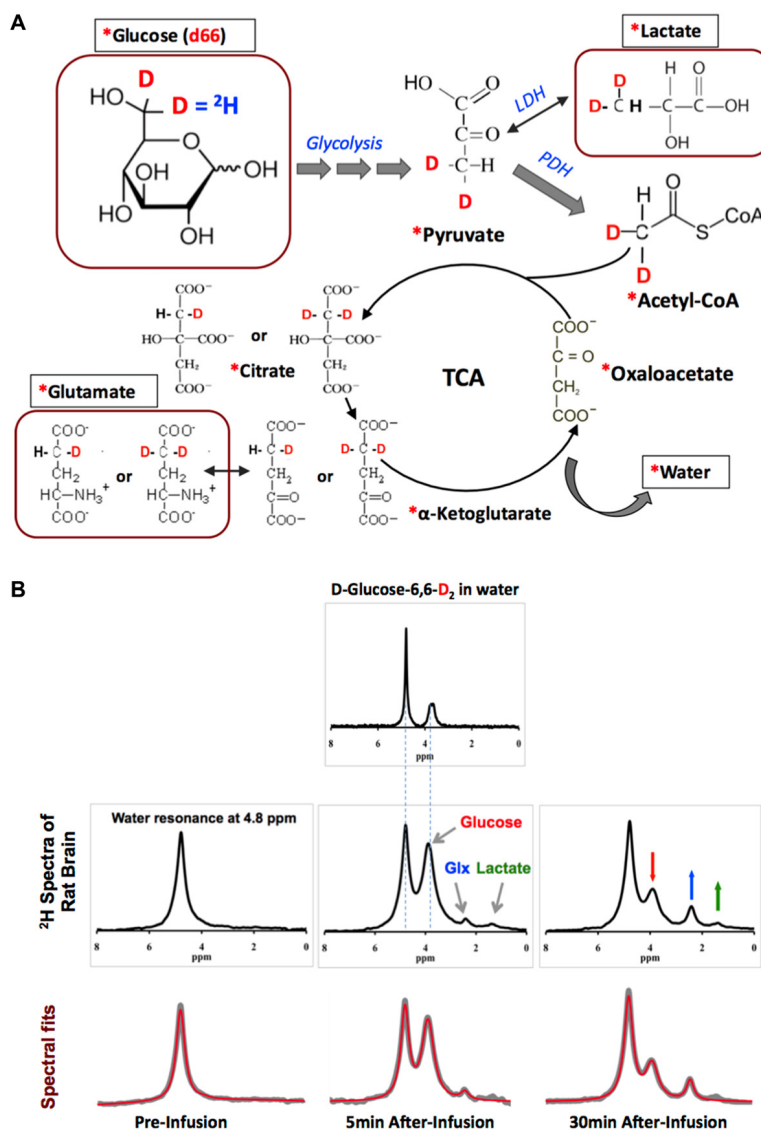 A
*Glucose (d66)
D
HO
D = ²H
HO
O
HO
OH
OH
OH
Glycolysis
HO
O
C
C=O
D -C-H
D
*Pyruvate
LDH
PDH
*Lactate
D
H
O
D- C H
C
C
OH
OH
O
H
D-C
C
S
CoA
D
*Acetyl-CoA
COO⁻
H- C -D
HO
C
COO⁻
CH₂
COO⁻
or
COO⁻
D- C -D
HO
C
COO⁻
CH₂
COO⁻
*Citrate
TCA
COO⁻
C=O
CH₂
COO⁻
*Oxaloacetate
*Glutamate
COO⁻
H- C -D
CH₂
H-C-NH₃⁺
COO⁻
or
COO⁻
D- C -D
CH₂
H-C-NH₃⁺
COO⁻
COO⁻
H- C -D
CH₂
C=O
COO⁻
or
COO⁻
D- C -D
CH₂
C=O
COO⁻
*α-Ketoglutarate
*Water
B
D-Glucose-6,6-D₂ in water
8 6 4 2 0
ppm
²H Spectra of
Rat Brain
Water resonance at 4.8 ppm
8 6 4 2 0
ppm
Glucose
Glx Lactate
8 6 4 2 0
ppm
8 6 4 2 0
ppm
Spectral fits
Pre-Infusion
5min After-Infusion
30min After-Infusion